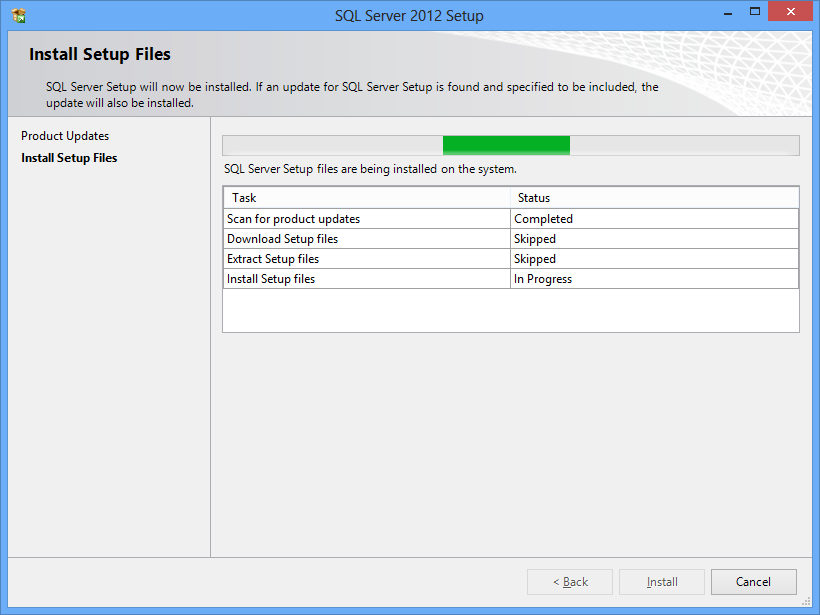 SQL Server 2012 Setup
Install Setup Files
SQL Server Setup will now be installed. If an update for SQL Server Setup is found and specified to be included, the
update will also be installed.
Product Updates
Install Setup Files
SQL Server Setup files are being installed on the system.
Task Status
Scan for product updates Completed
Download Setup files Skipped
Extract Setup files Skipped
Install Setup files In Progress
< Back Install Cancel